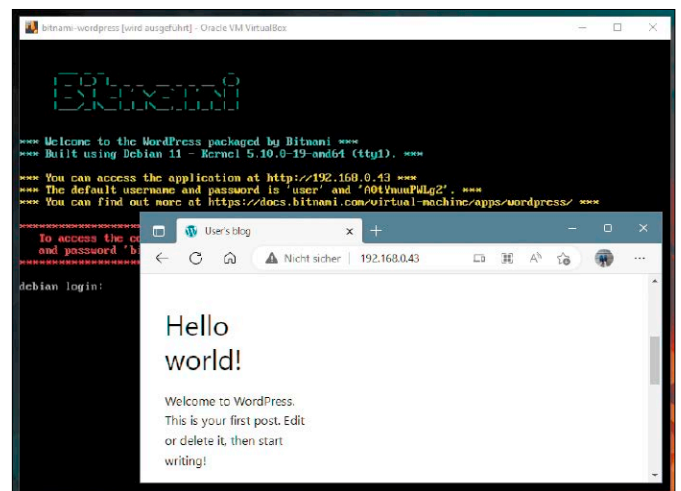 bitnami-wordpress [wird ausgeführt] - Oracle VM VirtualBox
Bitnami
*** Welcome to the WordPress packaged by Bitnami ***
*** Built using Debian 11 - Kernel 5.10.0-19-amd64 (tty1). ***
*** You can access the application at http://192.168.0.43 ***
*** The default username and password is 'user' and
*** You can find out more at https://docs.bitnami.com/virtual-machine/apps/wordpress/ ***
To access the co
and password 'bi
debian login:
User's blog
Nicht sicher | 192.168.0.43
Hello
world!
Welcome to WordPress.
This is your first post. Edit
or delete it, then start
writing!